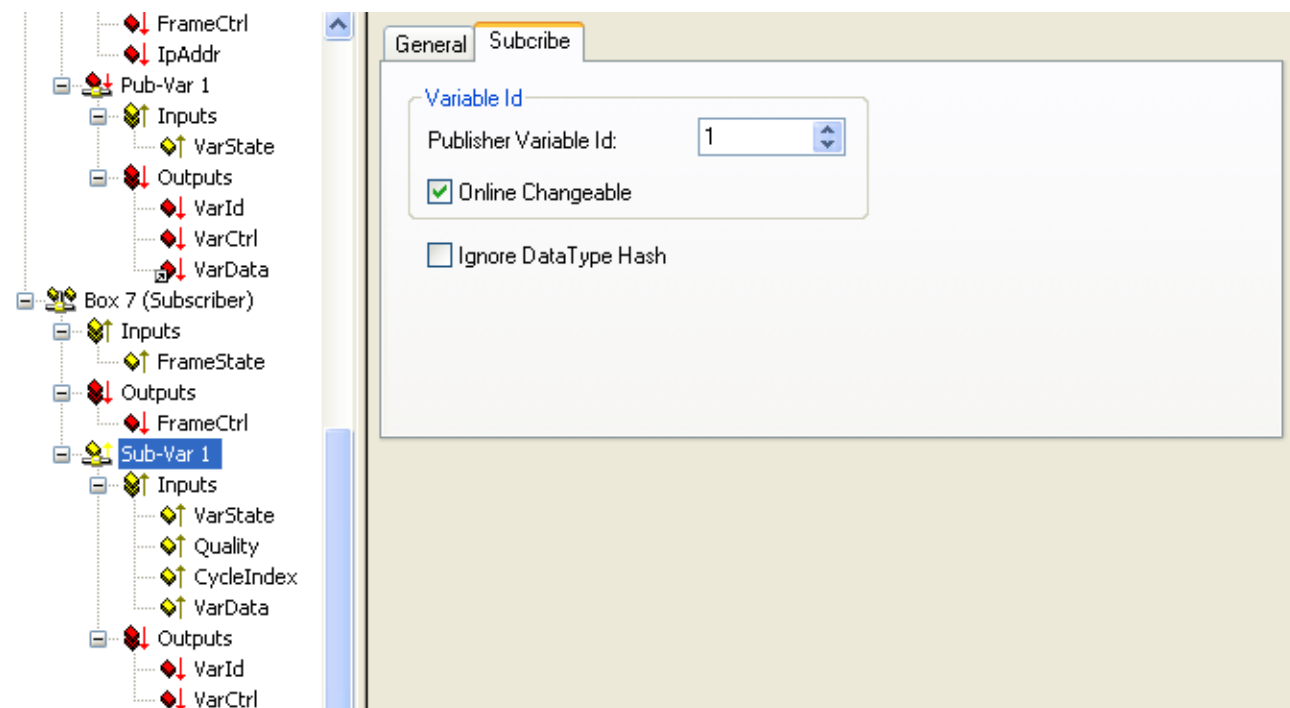 FrameCtrl
IpAddr
Pub-Var 1
Inputs
VarState
Outputs
VarId
VarCtrl
VarData
Box 7 (Subscriber)
Inputs
FrameState
Outputs
FrameCtrl
Sub-Var 1
Inputs
VarState
Quality
CycleIndex
VarData
Outputs
VarId
VarCtrl
General Subcribe
Variable Id
Publisher Variable Id: 1
Online Changeable
Ignore DataType Hash